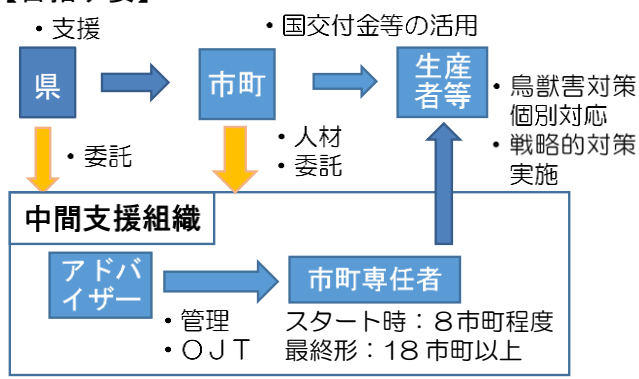 ・支援
・国交付金等の活用
県
市町
生産
者等
・鳥獣害対策
個別対応
・戦略的対策
実施
・委託
・人材
・委託
中間支援組織
アドバ
イザー
市町専任者
・管理
・ＯＪＴ
スタート時：８市町程度
最終形：18 市町以上